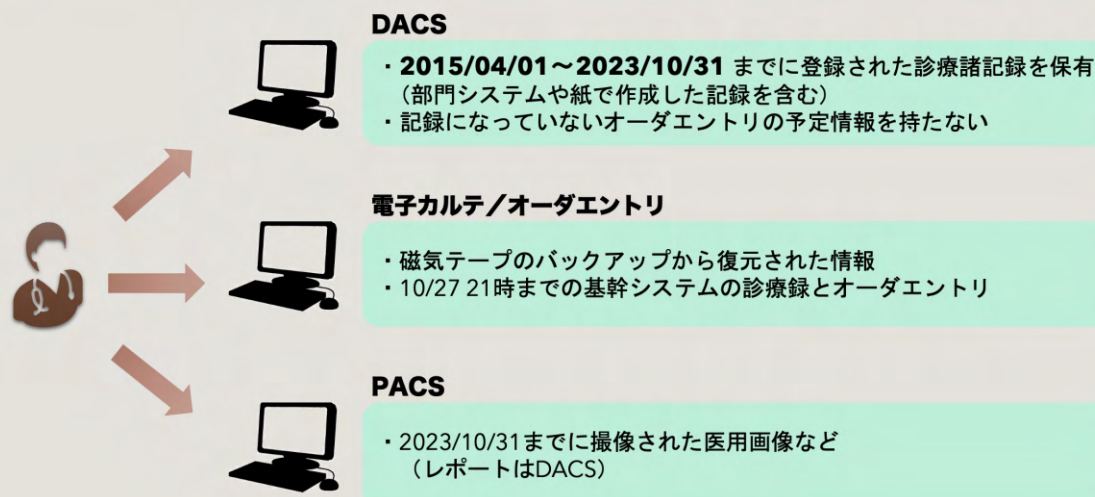 DACS
・2015/04/01〜2023/10/31 までに登録された診療諸記録を保有
（部門システムや紙で作成した記録を含む）
・記録になっていないオーダエントリの予定情報を持たない
電子カルテ／オーダエントリ
・磁気テープのバックアップから復元された情報
・10/27 21時までの基幹システムの診療録とオーダエントリ
PACS
・2023/10/31までに撮像された医用画像など
（レポートはDACS）